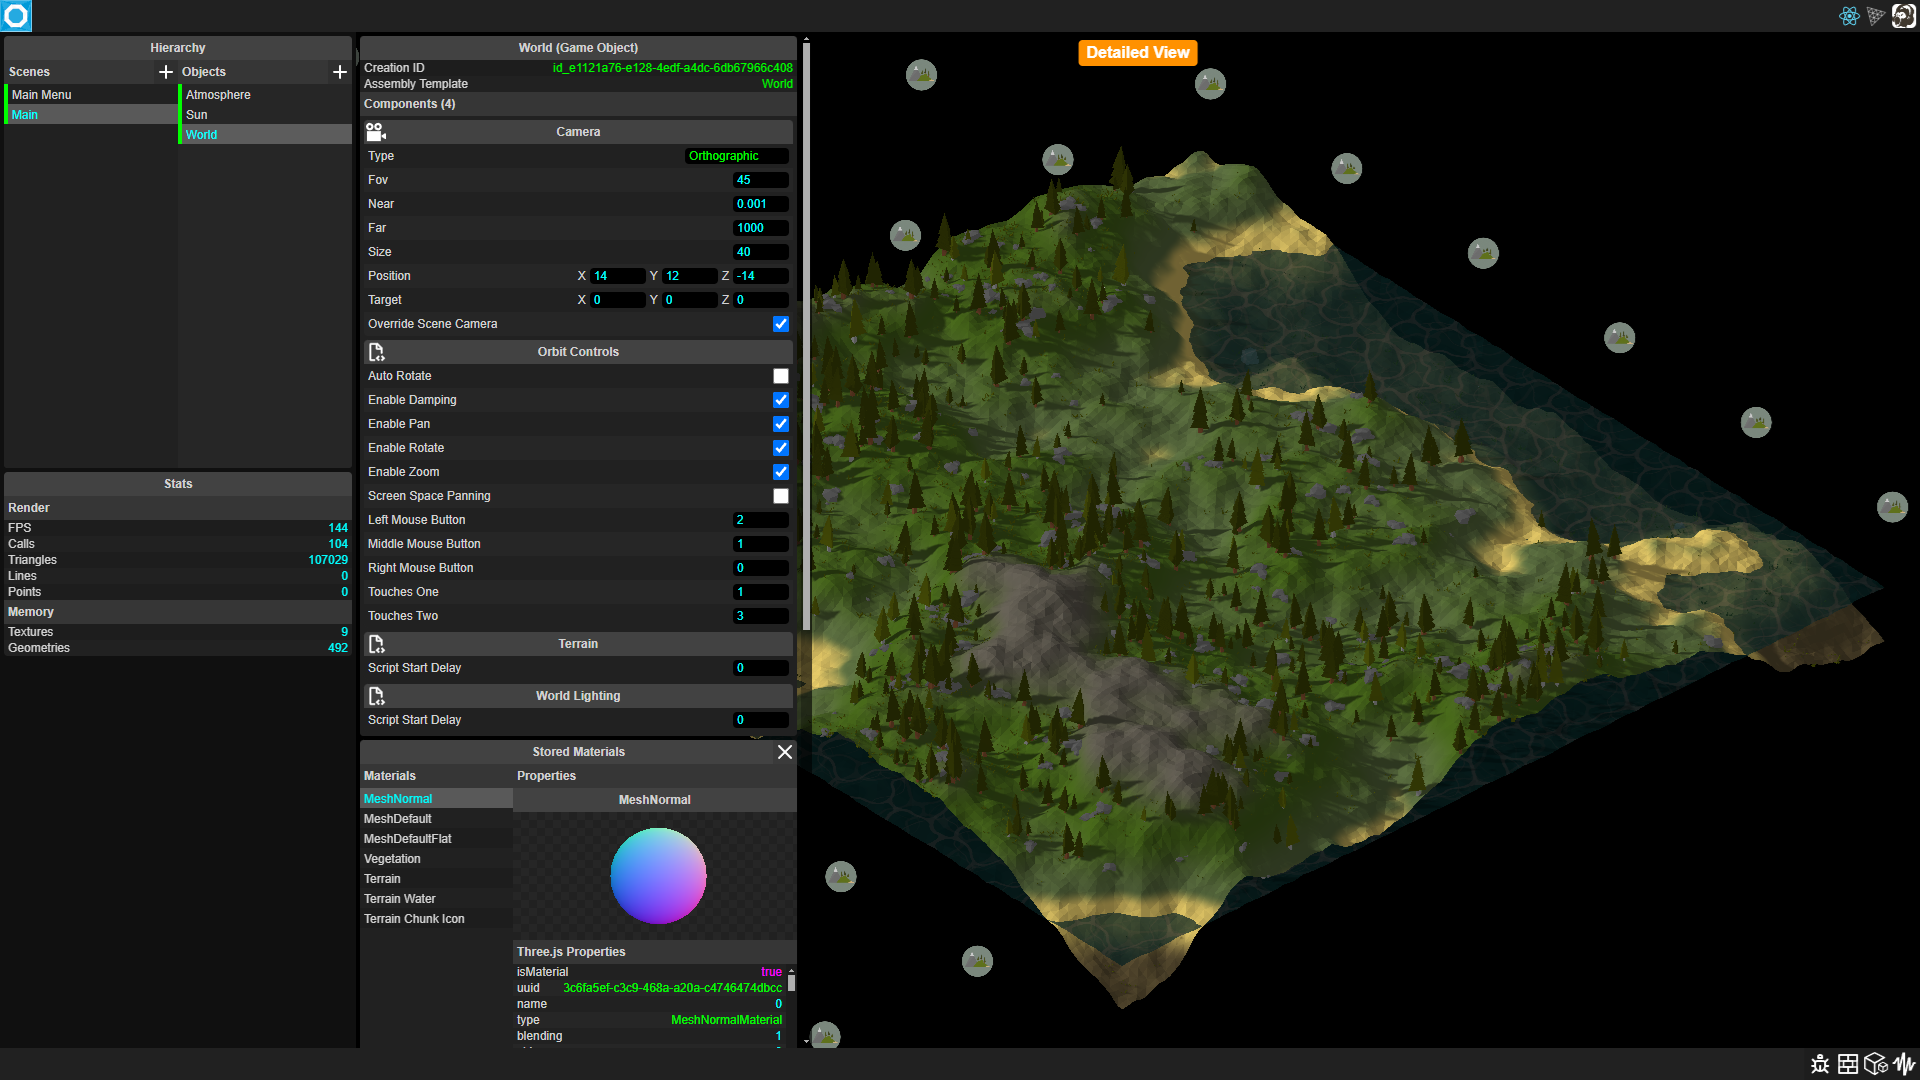 Hierarchy
Scenes
Objects
Main Menu
Main
Atmosphere
Sun
World
Stats
Render
FPS 144
Calls 104
Triangles 107029
Lines 0
Points 0
Memory
Textures 9
Geometries 492
World (Game Object)
Creation ID id_e1121a76-e128-4edf-a4dc-6db67966c408
Assembly Template World
Components (4)
Camera
Type Orthographic
Fov 45
Near 0.001
Far 1000
Size 40
Position X 14 Y 12 Z -14
Target X 0 Y 0 Z 0
Override Scene Camera
Orbit Controls
Auto Rotate
Enable Damping
Enable Pan
Enable Rotate
Enable Zoom
Screen Space Panning
Left Mouse Button 2
Middle Mouse Button 1
Right Mouse Button 0
Touches One 1
Touches Two 3
Terrain
Script Start Delay 0
World Lighting
Script Start Delay 0
Stored Materials
Materials
MeshNormal
MeshDefault
MeshDefaultFlat
Vegetation
Terrain
Terrain Water
Terrain Chunk Icon
Properties
MeshNormal
Three.js Properties
isMaterial true
uuid 3c6fa5ef-c3c9-468a-a20a-c4746474dbcc
name 0
type MeshNormalMaterial
blending 1
Detailed View